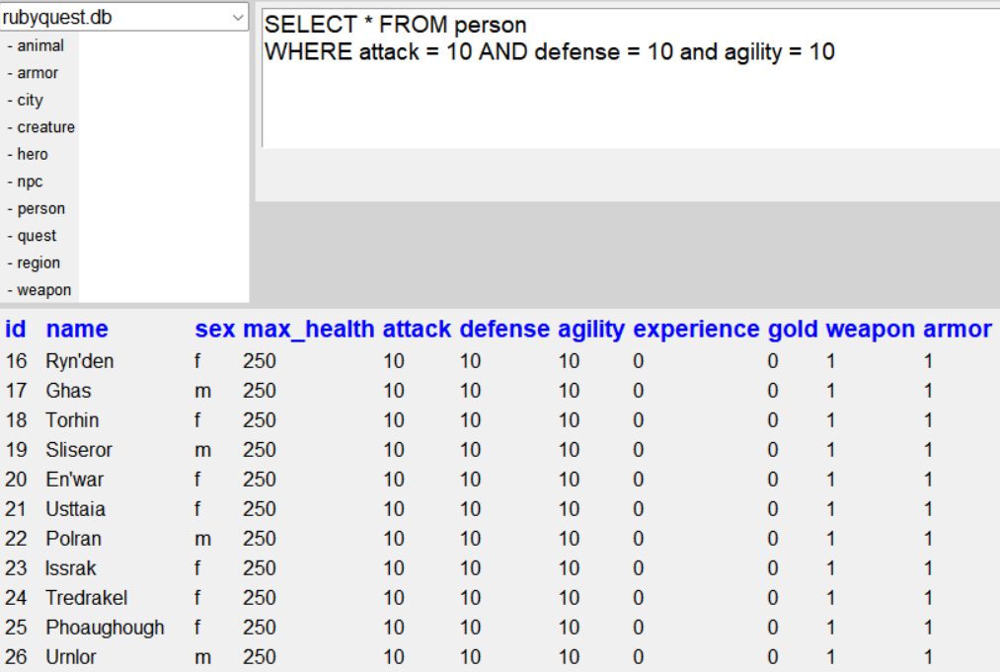 rubyquest.db
- animal
- armor
- city
- creature
- hero
- npc
- person
- quest
- region
- weapon
SELECT * FROM person
WHERE attack = 10 AND defense = 10 and agility = 10
id name sex max_health attack defense agility experience gold weapon armor
16 Ryn'den f 250 10 10 10 0 0 1 1
17 Ghas m 250 10 10 10 0 0 1 1
18 Torhin f 250 10 10 10 0 0 1 1
19 Sliseror m 250 10 10 10 0 0 1 1
20 En'war f 250 10 10 10 0 0 1 1
21 Usttaia f 250 10 10 10 0 0 1 1
22 Polran m 250 10 10 10 0 0 1 1
23 Issrak f 250 10 10 10 0 0 1 1
24 Tredrakel f 250 10 10 10 0 0 1 1
25 Phoaughough f 250 10 10 10 0 0 1 1
26 Urnlor m 250 10 10 10 0 0 1 1